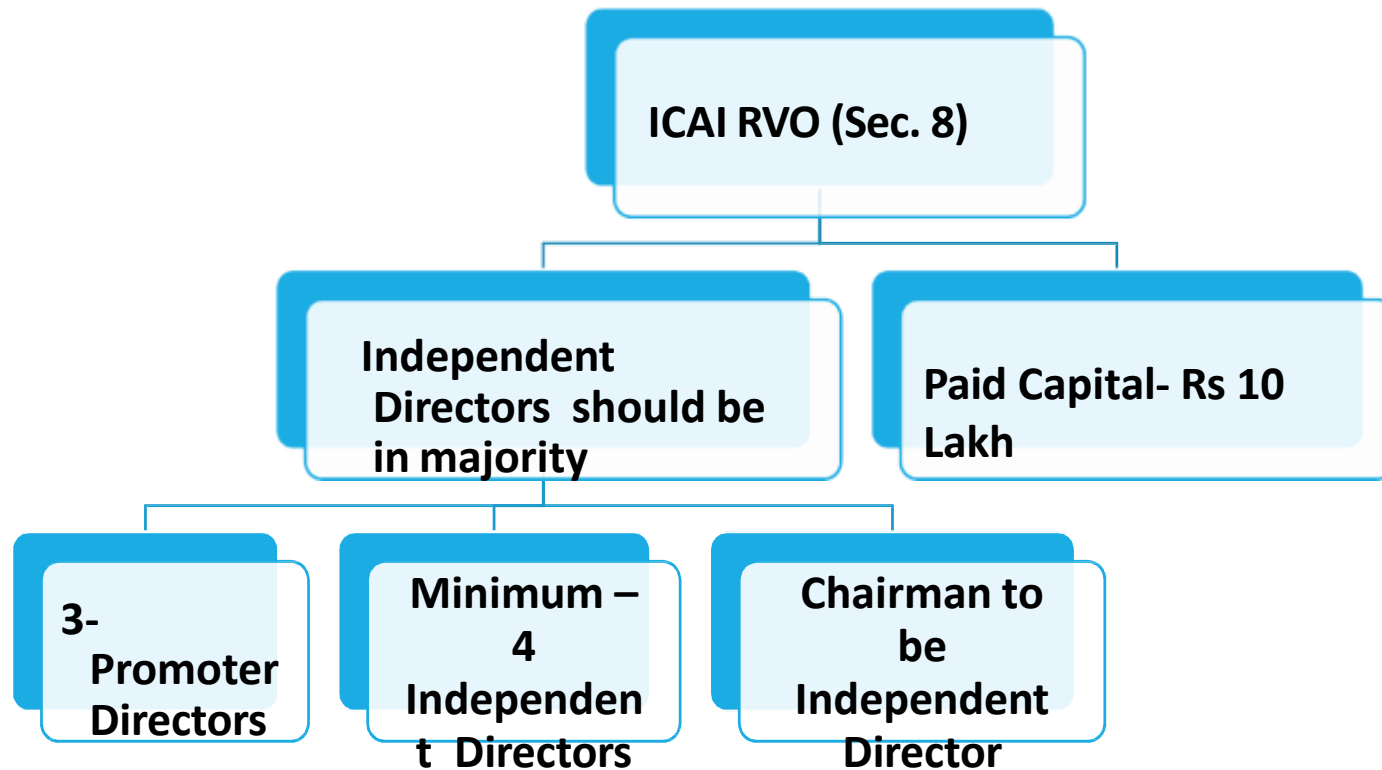 ICAI RVO (Sec. 8)
Independent
Directors should be
in majority
Paid Capital- Rs 10
Lakh
3-
Promoter
Directors
Minimum –
4
Independen
t Directors
Chairman to
be
Independent
Director